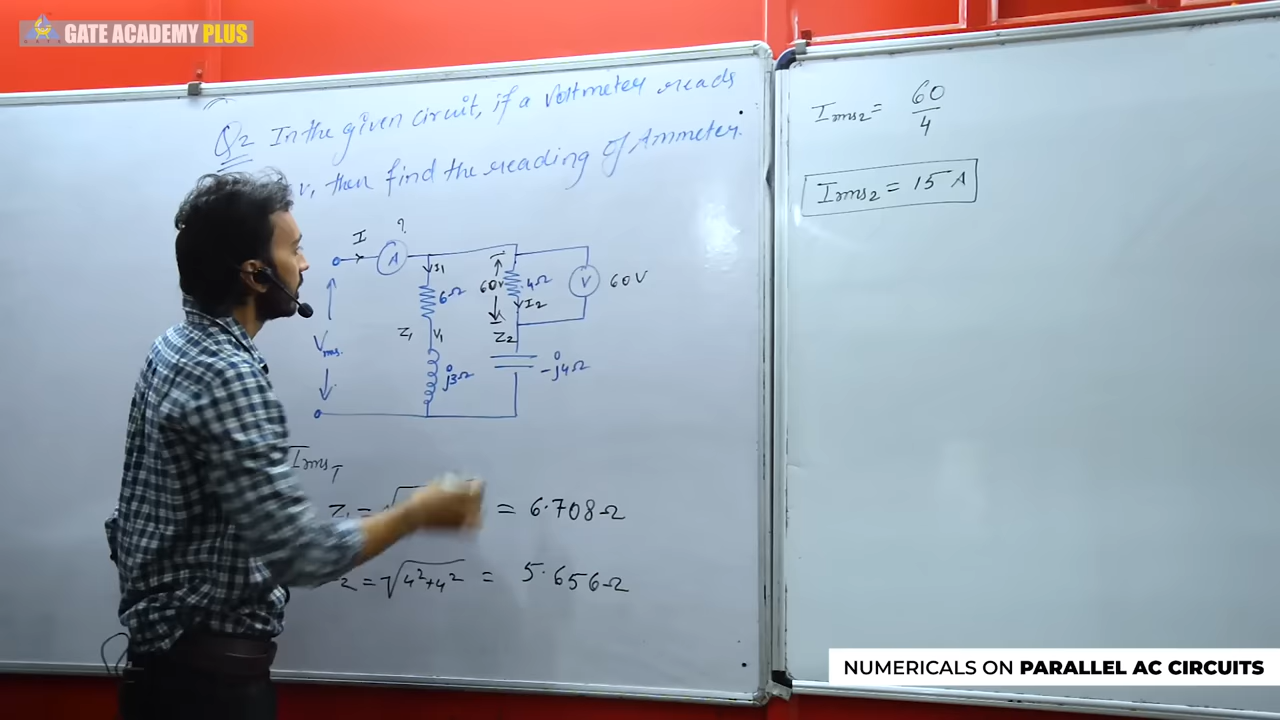 GATE ACADEMY PLUS
Q2 In the given circuit, if a voltmeter reads
v, then find the reading of Ammeter.
I
A
?
I1
6Ω
Z1
V1
j3Ω
Vrms.
60v
4Ω
I2
Z2
-j4Ω
V
60V
IrmsT
Z1 = √ = 6.708Ω
2 = √4²+4² = 5.656Ω
Irms2 = 60/4
Irms2 = 15 A
NUMERICALS ON PARALLEL AC CIRCUITS